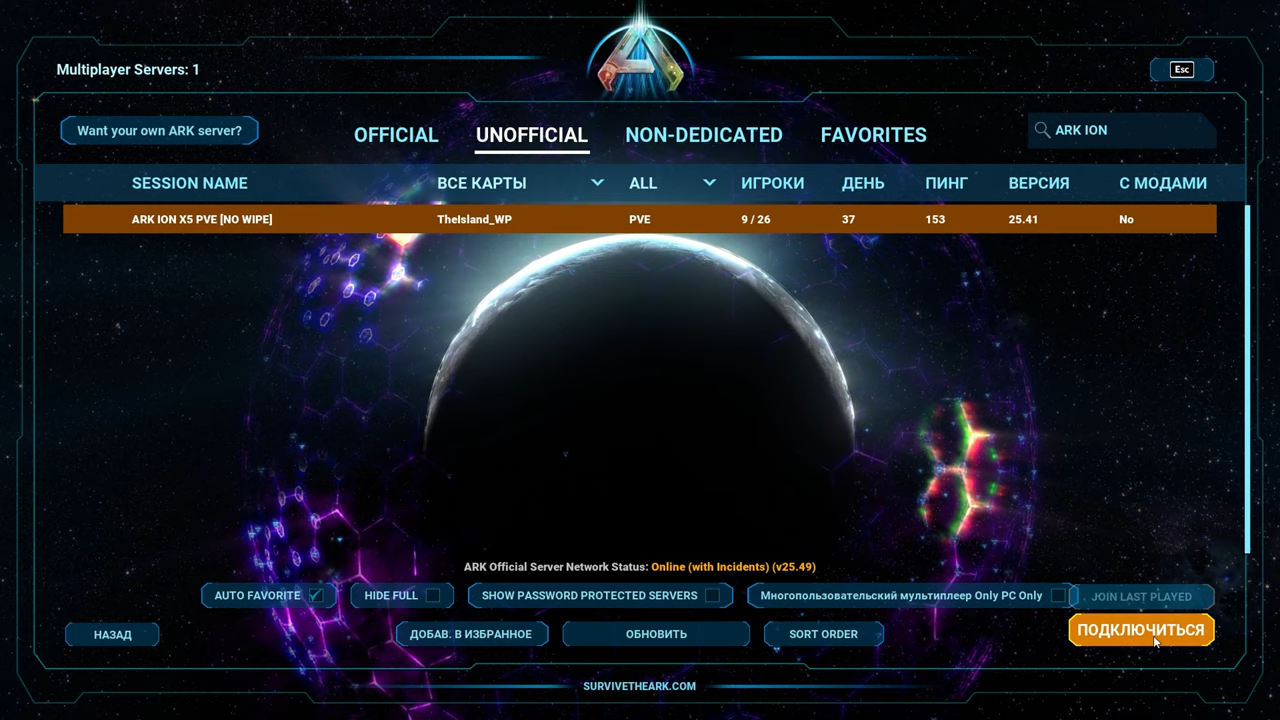 Multiplayer Servers: 1
Esc
Want your own ARK server?
OFFICIAL UNOFFICIAL NON-DEDICATED FAVORITES
ARK ION
SESSION NAME ВСЕ КАРТЫ ALL ИГРОКИ ДЕНЬ ПИНГ ВЕРСИЯ С МОДАМИ
ARK ION X5 PVE [NO WIPE] TheIsland_WP PVE 9 / 26 37 153 25.41 No
ARK Official Server Network Status: Online (with Incidents) (v25.49)
AUTO FAVORITE HIDE FULL SHOW PASSWORD PROTECTED SERVERS Многопользовательский мультиплеер Only PC Only JOIN LAST PLAYED
НАЗАД ДОБАВ. В ИЗБРАННОЕ ОБНОВИТЬ SORT ORDER ПОДКЛЮЧИТЬСЯ
SURVIVETHEARK.COM